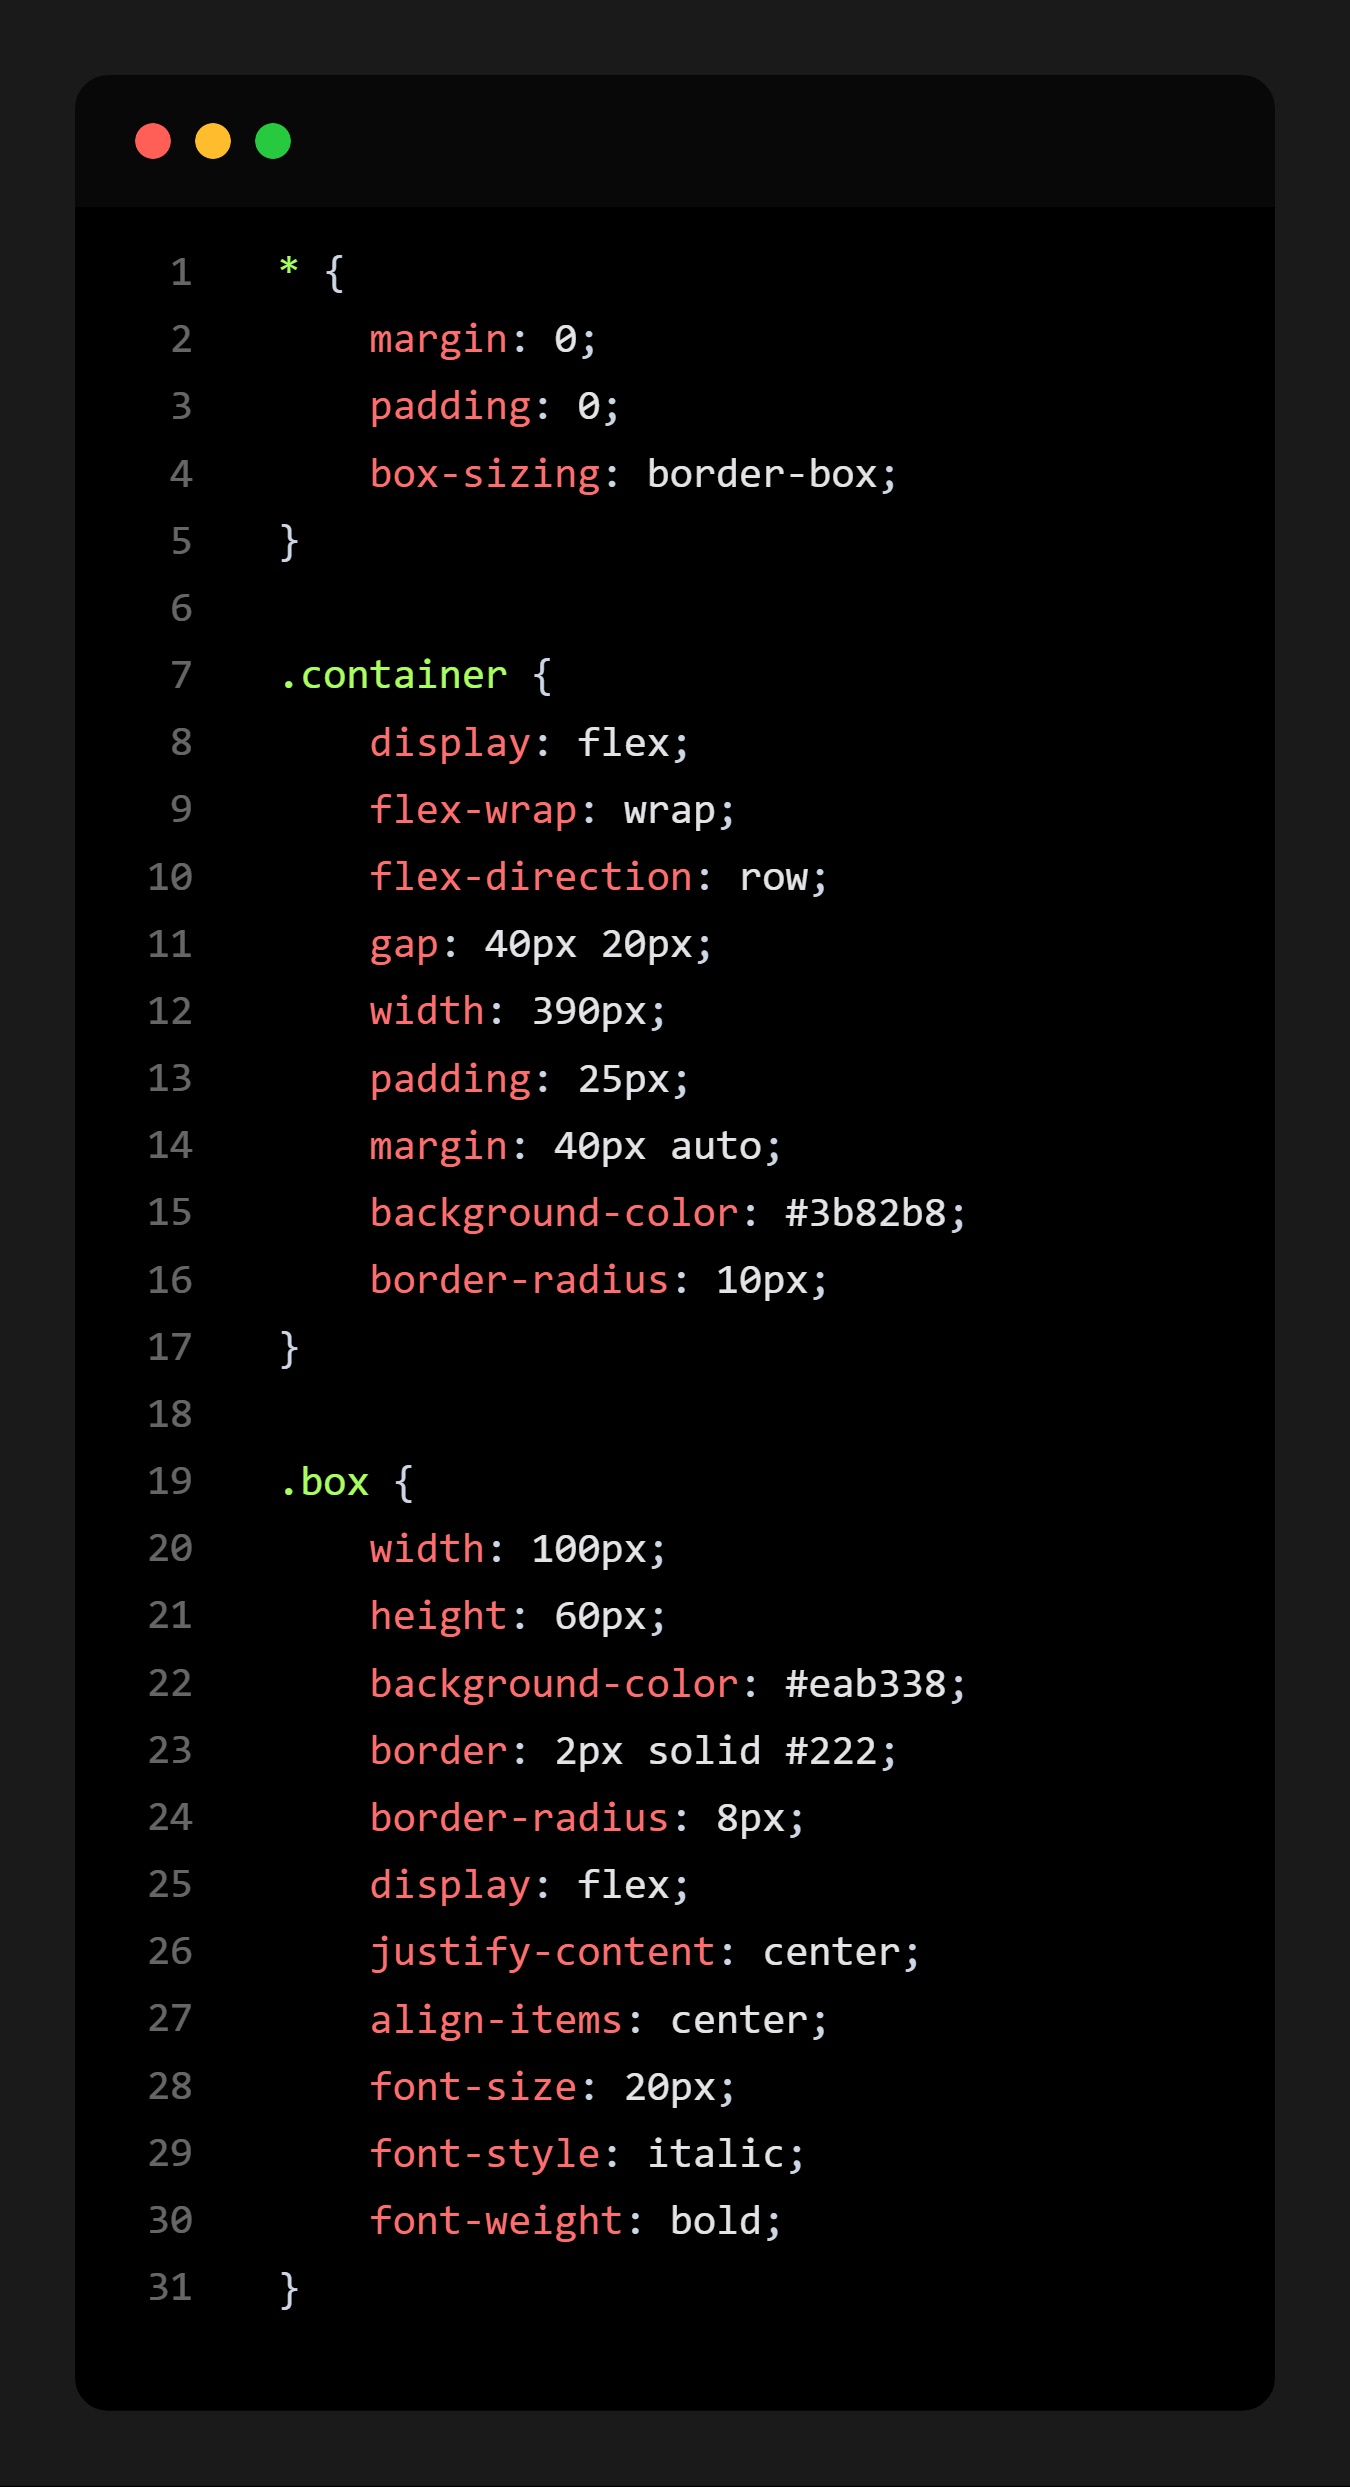 1 * {
2 margin: 0;
3 padding: 0;
4 box-sizing: border-box;
5 }
6
7 .container {
8 display: flex;
9 flex-wrap: wrap;
10 flex-direction: row;
11 gap: 40px 20px;
12 width: 390px;
13 padding: 25px;
14 margin: 40px auto;
15 background-color: #3b82b8;
16 border-radius: 10px;
17 }
18
19 .box {
20 width: 100px;
21 height: 60px;
22 background-color: #eab338;
23 border: 2px solid #222;
24 border-radius: 8px;
25 display: flex;
26 justify-content: center;
27 align-items: center;
28 font-size: 20px;
29 font-style: italic;
30 font-weight: bold;
31 }